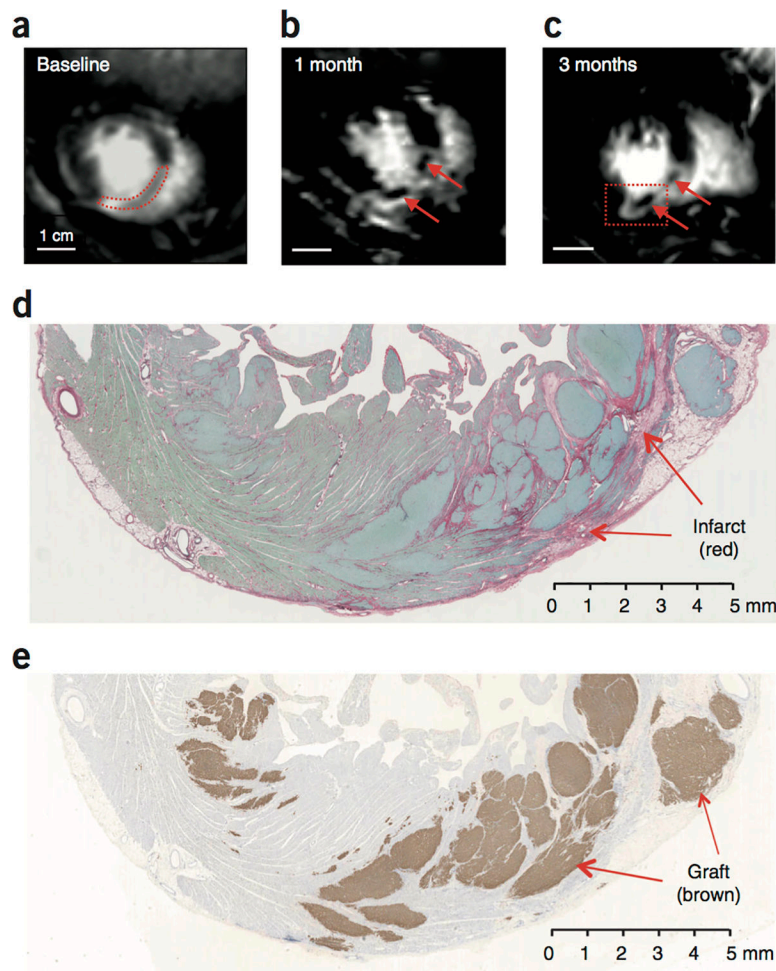 a
Baseline
1 cm
b
1 month
c
3 months
d
Infarct
(red)
0 1 2 3 4 5 mm
e
Graft
(brown)
0 1 2 3 4 5 mm